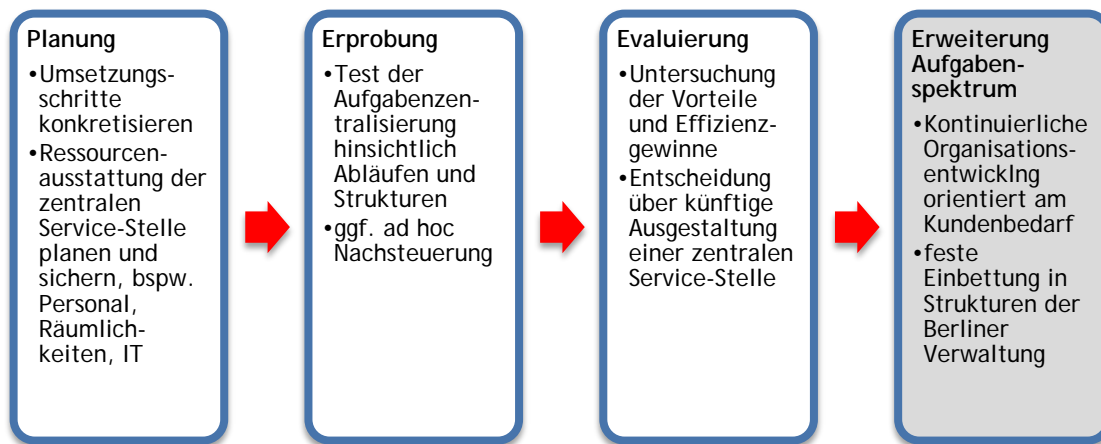 Planung
•Umsetzungs-
schritte
konkretisieren
•Ressourcen-
ausstattung der
zentralen
Service-Stelle
planen und
sichern, bspw.
Personal,
Räumlich-
keiten, IT
Erprobung
•Test der
Aufgabenzen-
tralisierung
hinsichtlich
Abläufen und
Strukturen
•ggf. ad hoc
Nachsteuerung
Evaluierung
•Untersuchung
der Vorteile
und Effizienz-
gewinne
•Entscheidung
über künftige
Ausgestaltung
einer zentralen
Service-Stelle
Erweiterung
Aufgaben-
spektrum
•Kontinuierliche
Organisations-
entwicklng
orientiert am
Kundenbedarf
•feste
Einbettung in
Strukturen der
Berliner
Verwaltung